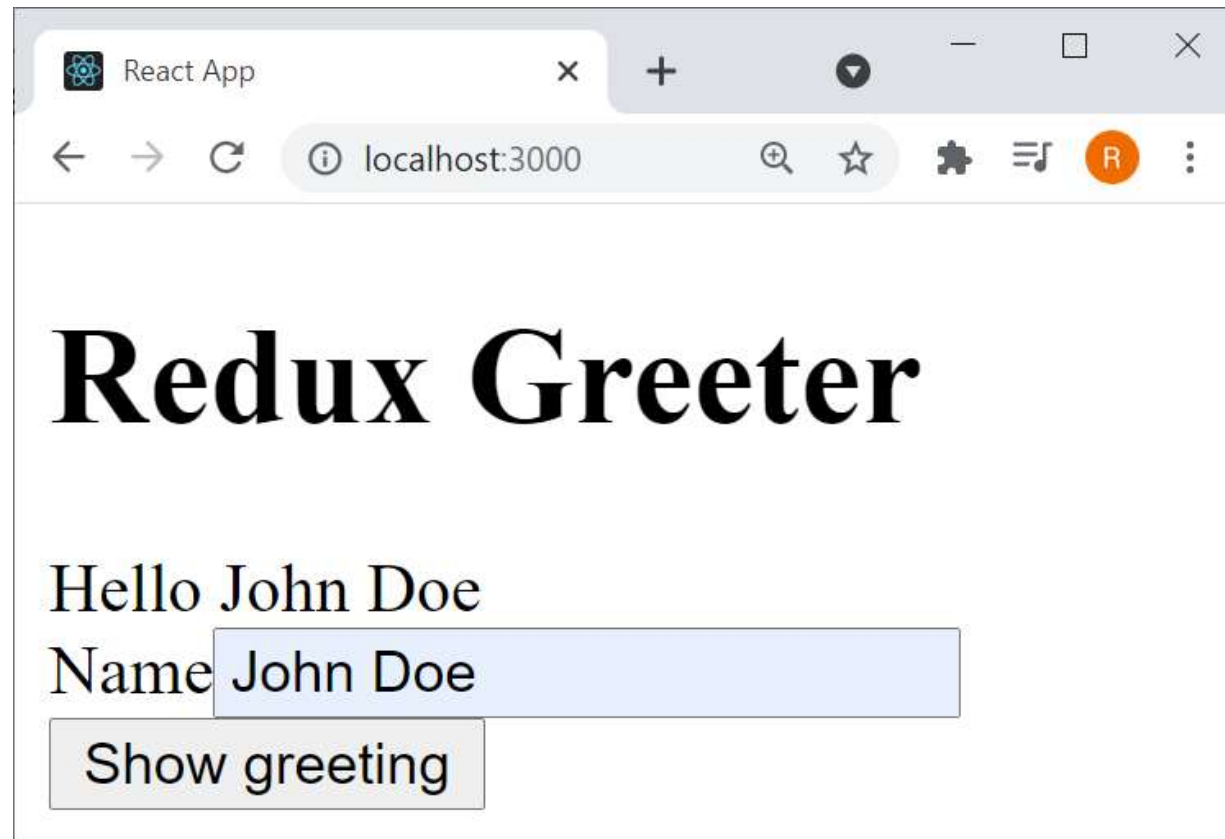 React App
localhost:3000
R
Redux Greeter
Hello John Doe
Name John Doe
Show greeting